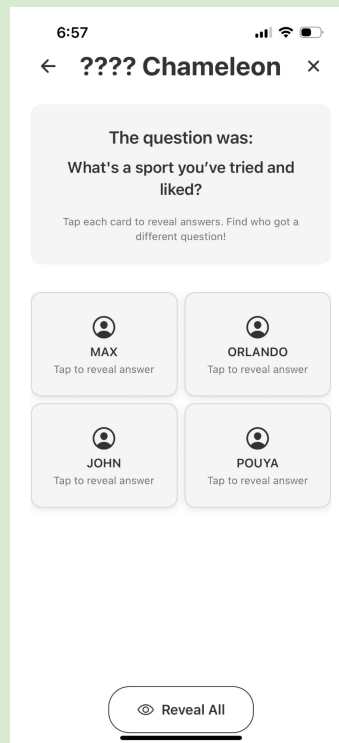 6:57
???? Chameleon
The question was:
What's a sport you’ve tried and
liked?
Tap each card to reveal answers. Find who got a
different question!
MAX
Tap to reveal answer
ORLANDO
Tap to reveal answer
JOHN
Tap to reveal answer
POUYA
Tap to reveal answer
Reveal All